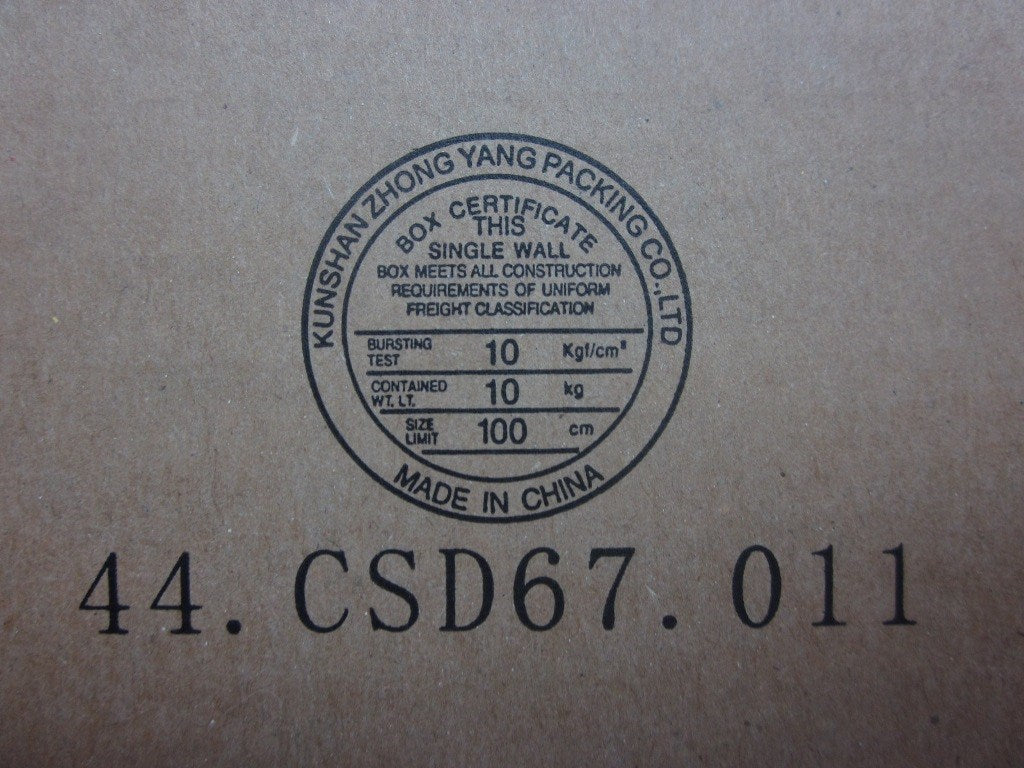 KUNSHAN ZHONG YANG PACKING CO.,LTD
BOX CERTIFICATE
THIS
SINGLE WALL
BOX MEETS ALL CONSTRUCTION
REQUIREMENTS OF UNIFORM
FREIGHT CLASSIFICATION
BURSTING TEST 10 Kgf/cm²
CONTAINED WT. LT. 10 kg
SIZE LIMIT 100 cm
MADE IN CHINA
44.CSD67.011